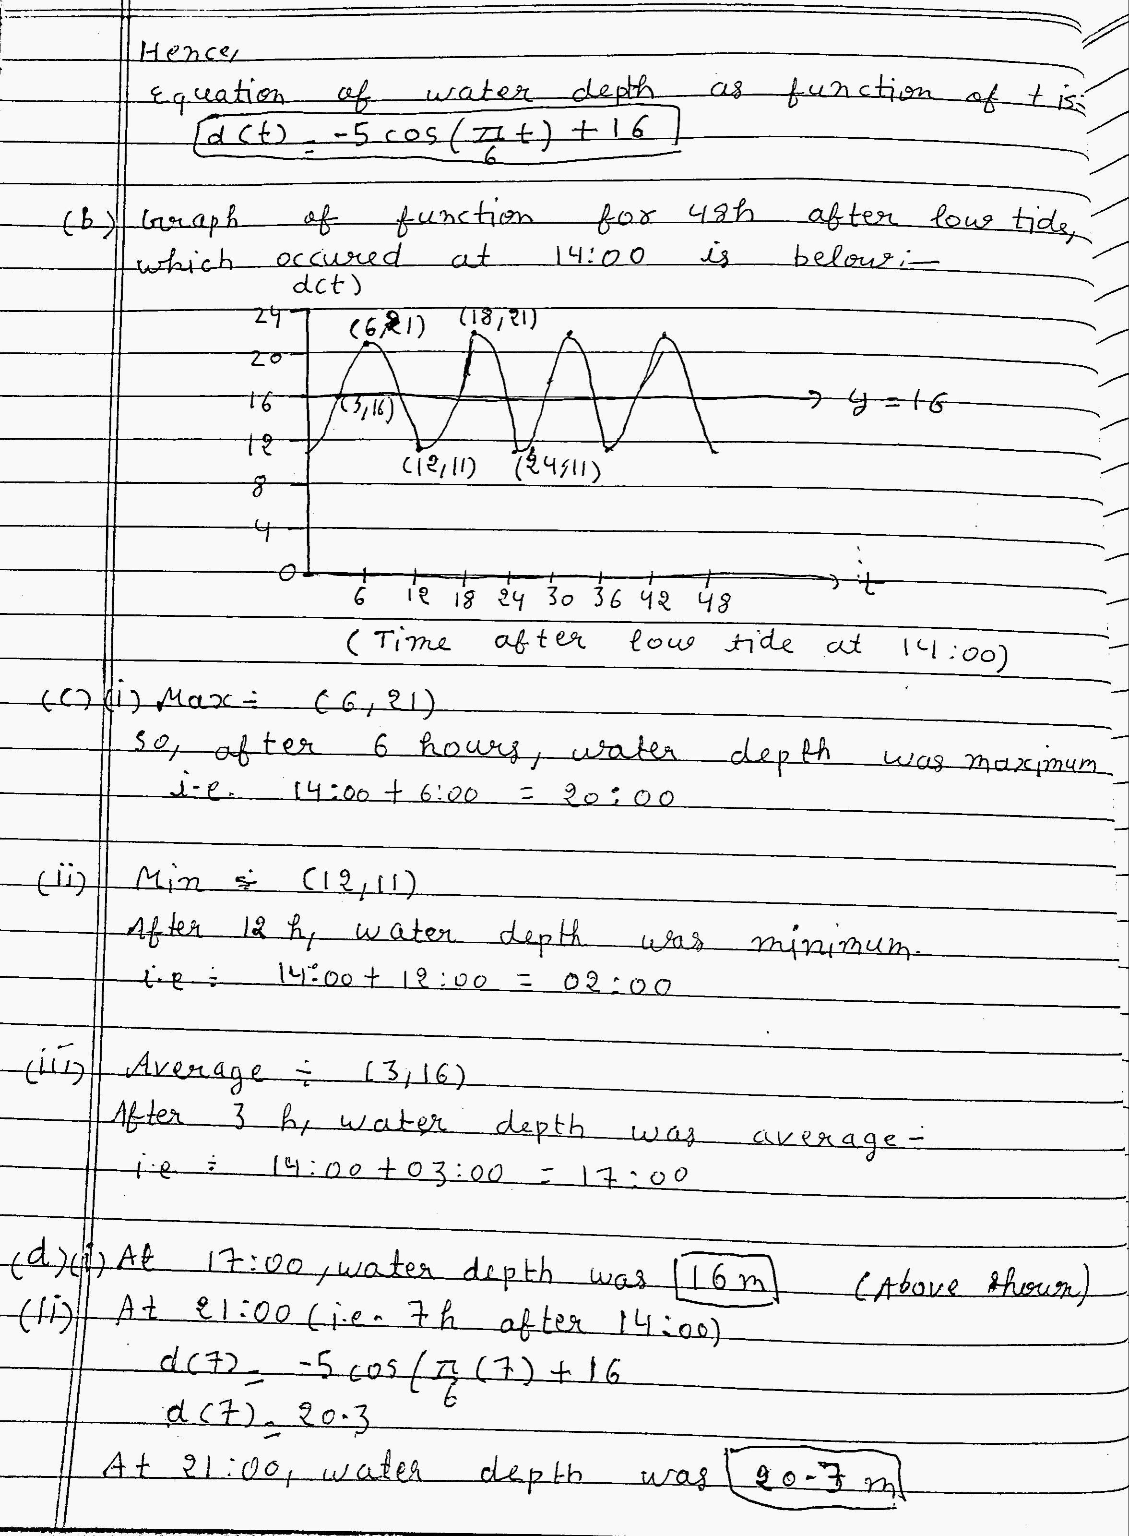 Hence,
Equation of water depth as function of t is:
d(t) = -5 cos(π/6 t) + 16
(b) Graph of function for 48h after low tide,
which occured at 14:00 is below:-
d(t)
24
(6,21) (18,21)
20
16 (3,16) y = 16
12
(12,11) (24,11)
8
4
0 t
6 12 18 24 30 36 42 48
(Time after low tide at 14:00)
(c) (i) Max ÷ (6,21)
So, after 6 hours, water depth was maximum
i.e. 14:00 + 6:00 = 20:00
(ii) Min ÷ (12,11)
After 12 h, water depth was minimum.
i.e ÷ 14:00 + 12:00 = 02:00
(iii) Average ÷ (3,16)
After 3 h, water depth was average-
i.e ÷ 14:00 + 03:00 = 17:00
(d) (i) At 17:00, water depth was 16 m (Above shown)
(ii) At 21:00 (i.e. 7h after 14:00)
d(7) = -5 cos(π/6 (7) + 16
d(7) = 20.3
At 21:00, water depth was 20.7 m